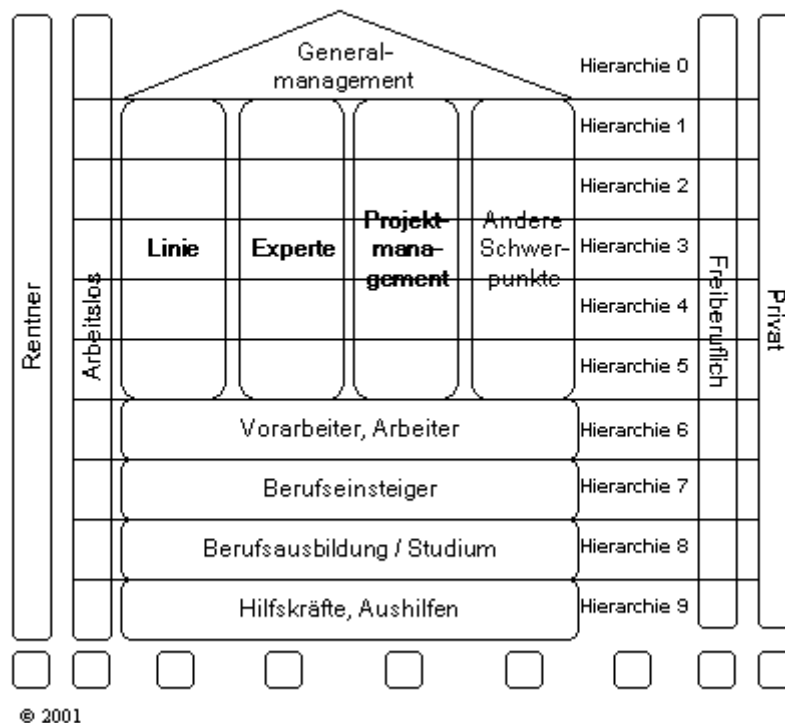 General-
management
Hierarchie 0
Hierarchie 1
Hierarchie 2
Linie
Experte
Projekt-
mana-
gement
Andere
Schwer-
punkte
Hierarchie 3
Hierarchie 4
Hierarchie 5
Vorarbeiter, Arbeiter
Hierarchie 6
Berufseinsteiger
Hierarchie 7
Berufsausbildung / Studium
Hierarchie 8
Hilfskräfte, Aushilfen
Hierarchie 9
Rentner
Arbeitslos
Freiberuflich
Privat
© 2001